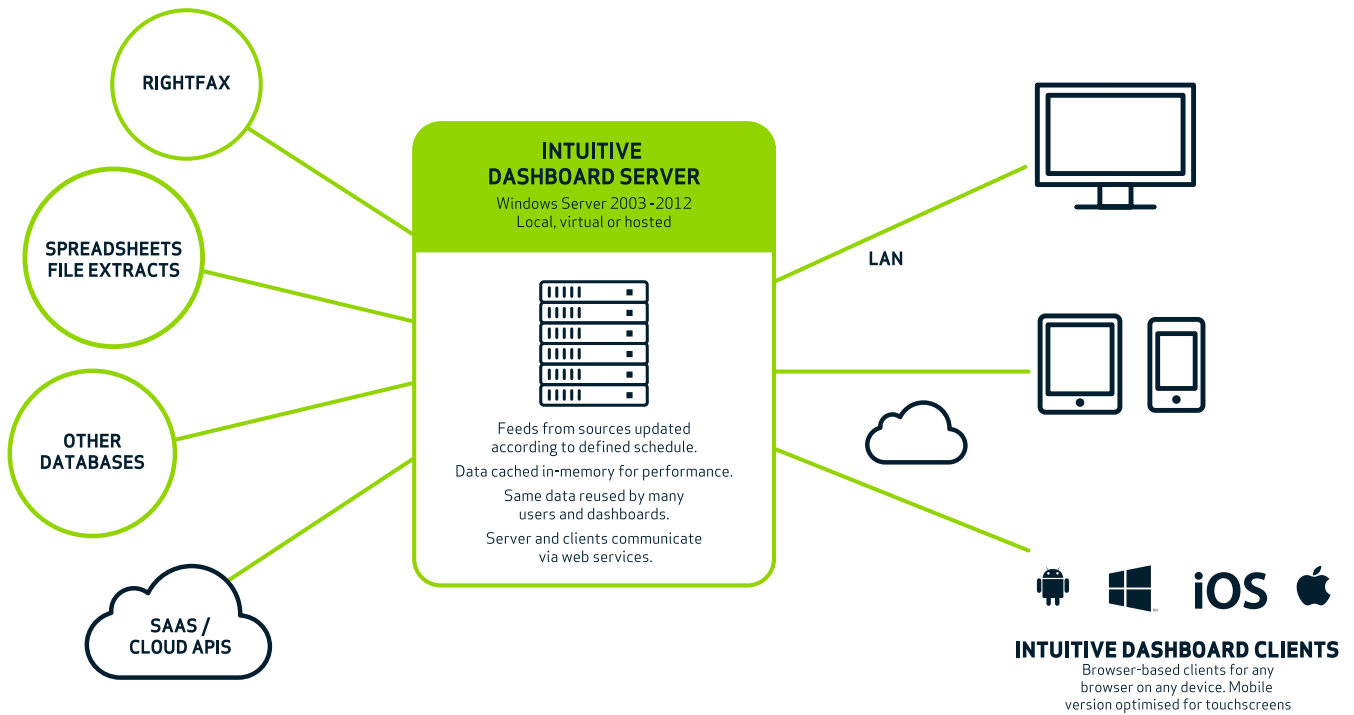 RIGHTFAX
SPREADSHEETS
FILE EXTRACTS
OTHER
DATABASES
SAAS /
CLOUD APIS
INTUITIVE
DASHBOARD SERVER
Windows Server 2003-2012
Local, virtual or hosted
Feeds from sources updated
according to defined schedule.
Data cached in-memory for performance.
Same data reused by many
users and dashboards.
Server and clients communicate
via web services.
LAN
iOS
INTUITIVE DASHBOARD CLIENTS
Browser-based clients for any
browser on any device. Mobile
version optimised for touchscreens